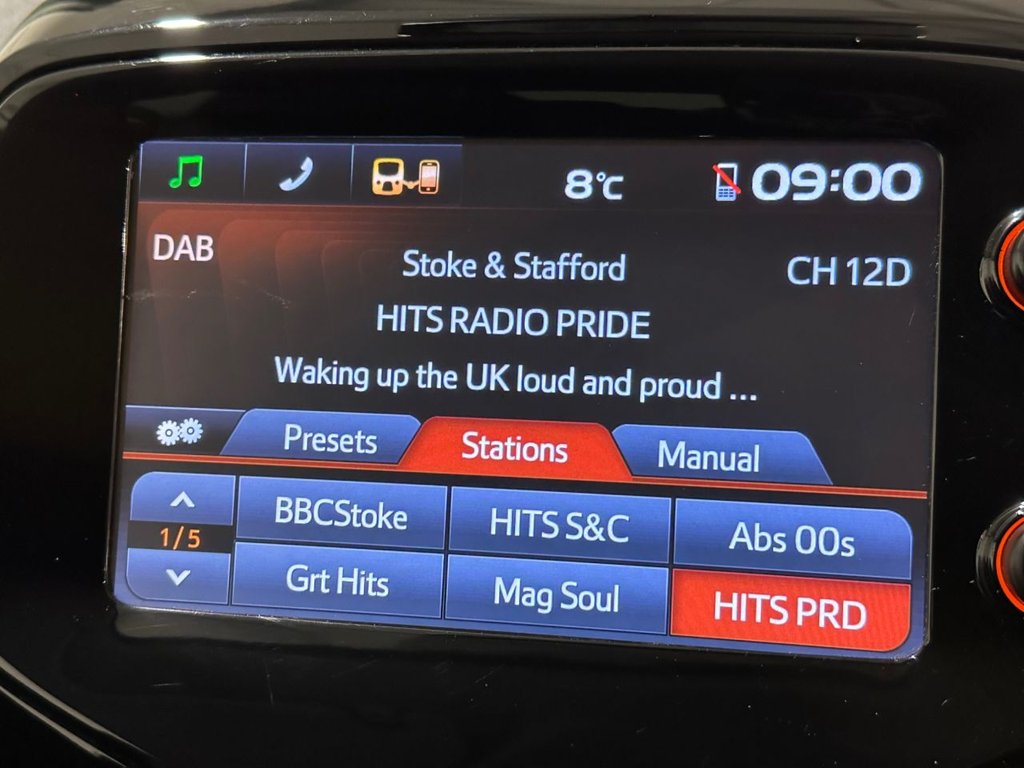 8°C 09:00
DAB
Stoke & Stafford
CH 12D
HITS RADIO PRIDE
Waking up the UK loud and proud ...
Presets Stations Manual
1/5
BBCStoke HITS S&C Abs 00s
Grt Hits Mag Soul HITS PRD